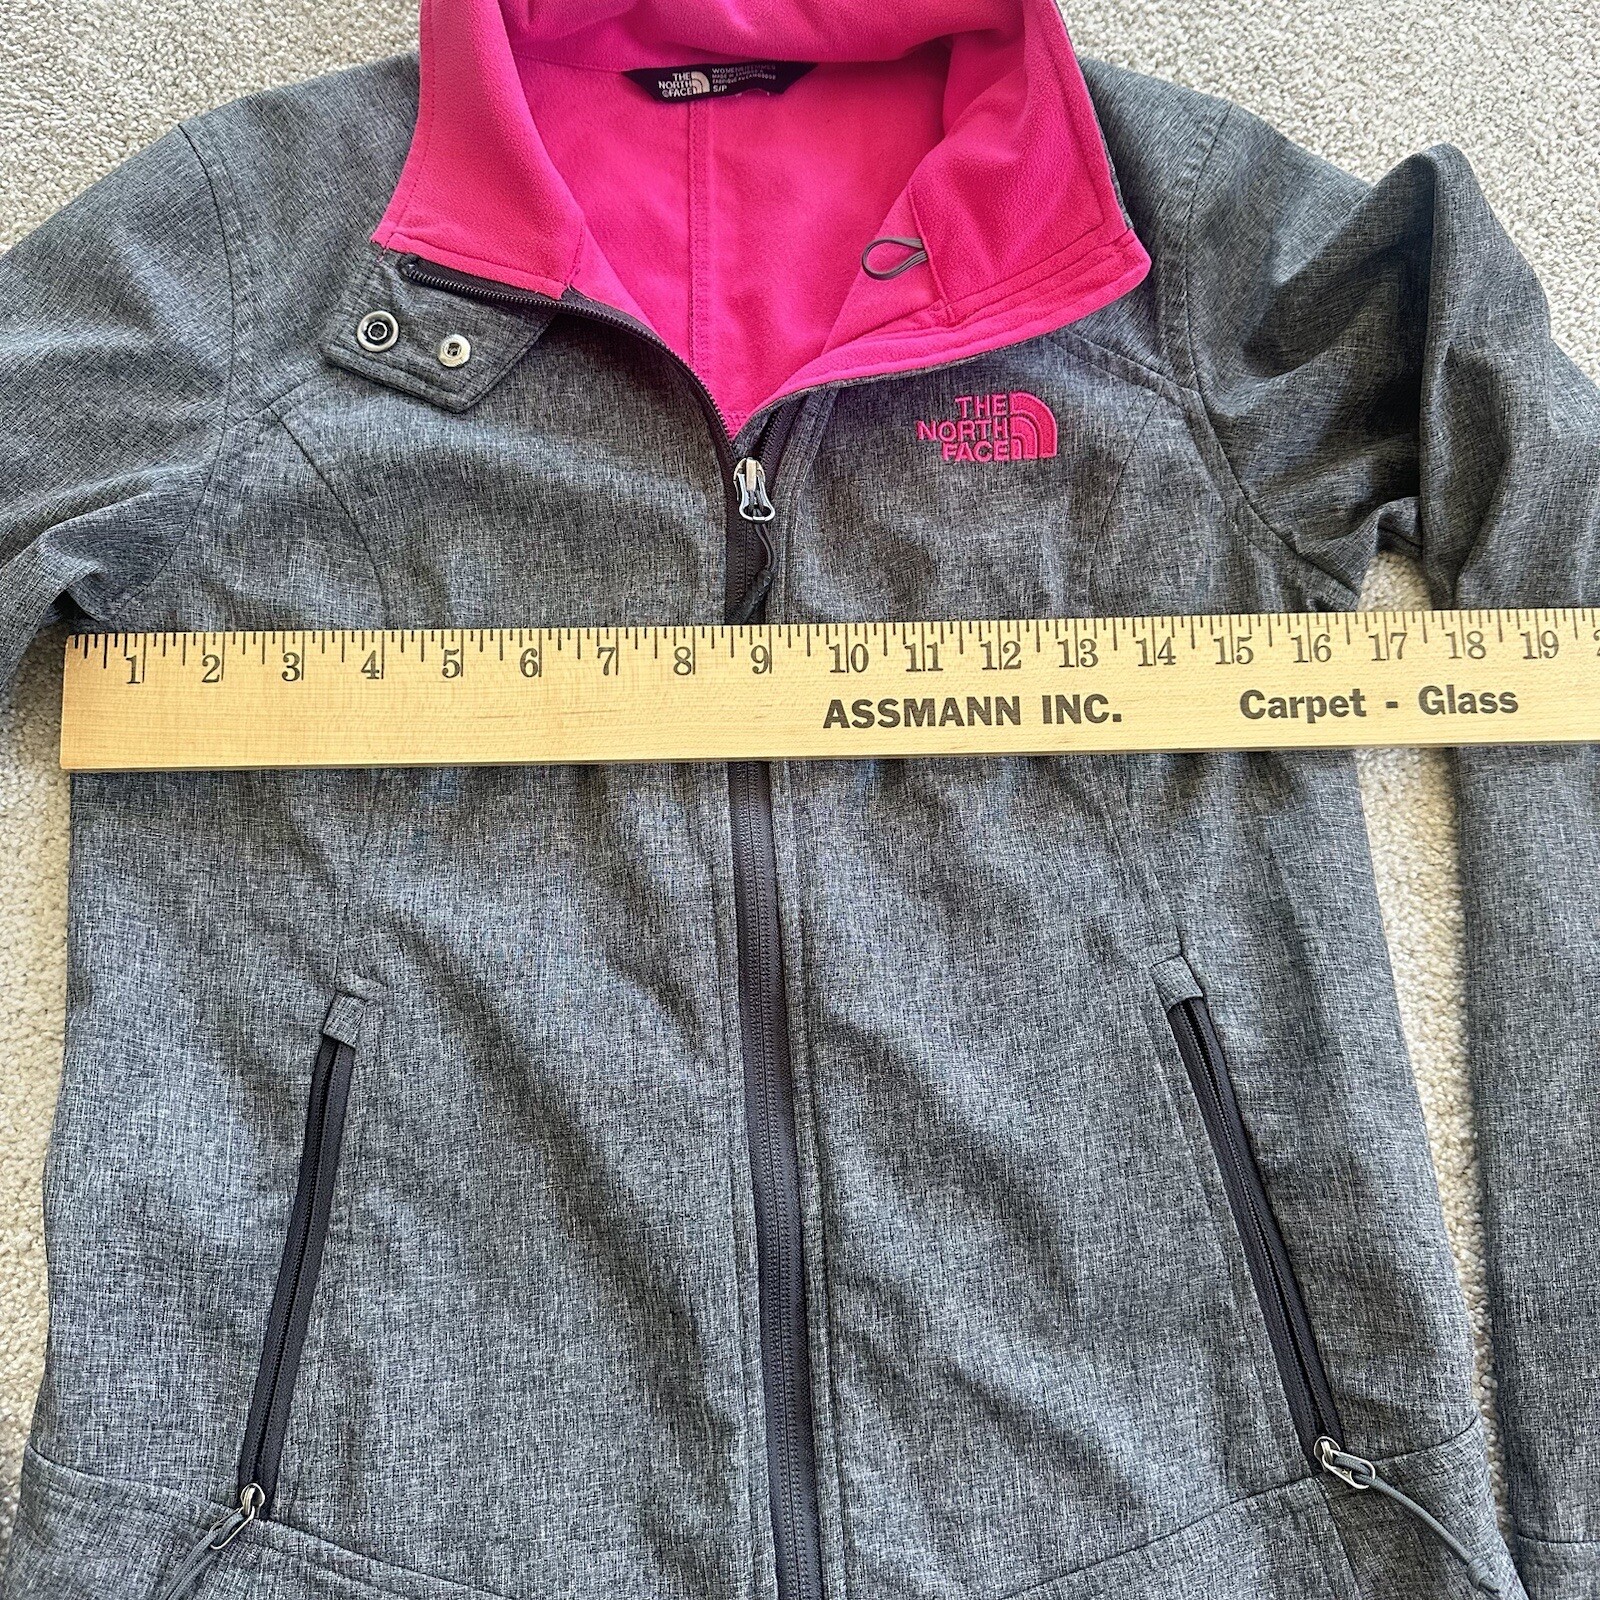 THE
NORTH
FACE
S/P
THE
NORTH
FACE
1 2 3 4 5 6 7 8 9 10 11 12 13 14 15 16 17 18 19
ASSMANN INC. Carpet - Glass